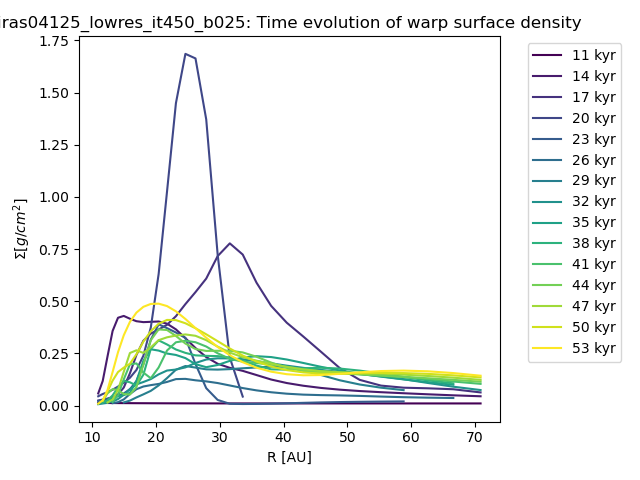 iras04125_lowres_it450_b025: Time evolution of warp surface density
Σ[g/cm²]
1.75
1.50
1.25
1.00
0.75
0.50
0.25
0.00
10 20 30 40 50 60 70
R [AU]
11 kyr
14 kyr
17 kyr
20 kyr
23 kyr
26 kyr
29 kyr
32 kyr
35 kyr
38 kyr
41 kyr
44 kyr
47 kyr
50 kyr
53 kyr